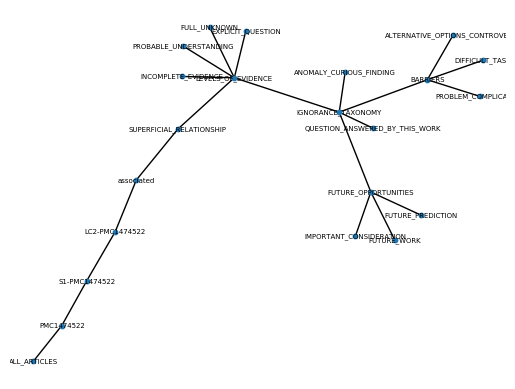 FULL_UNKNOWN
EXPLICIT_QUESTION
ALTERNATIVE_OPTIONS_CONTROVE
PROBABLE_UNDERSTANDING
DIFFICULT_TAS
ANOMALY_CURIOUS_FINDING
INCOMPLETE_EVIDENCE
LEVELS_OF_EVIDENCE
BARRIERS
PROBLEM_COMPLICA
IGNORANCE_TAXONOMY
QUESTION_ANSWERED_BY_THIS_WORK
SUPERFICIAL_RELATIONSHIP
associated
FUTURE_OPPORTUNITIES
FUTURE_PREDICTION
LC2-PMC1474522
IMPORTANT_CONSIDERATION
FUTURE_WORK
S1-PMC1474522
PMC1474522
ALL_ARTICLES